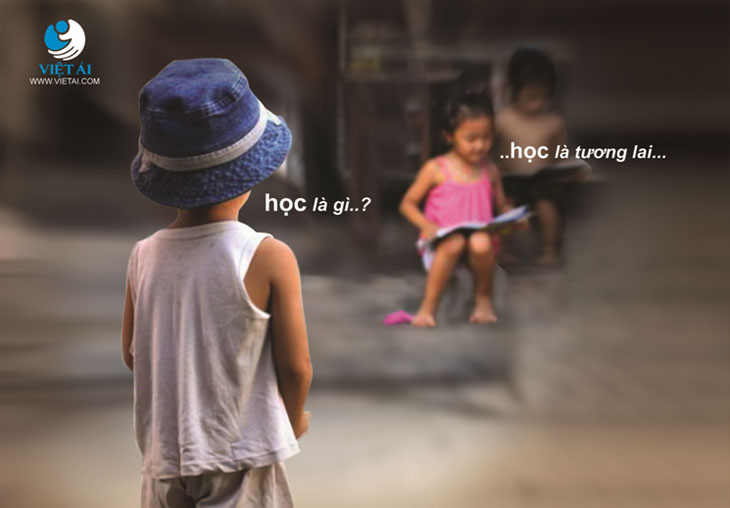 VIỆT ÁI
WWW.VIETAI.COM
..học là tương lai...
học là gì..?